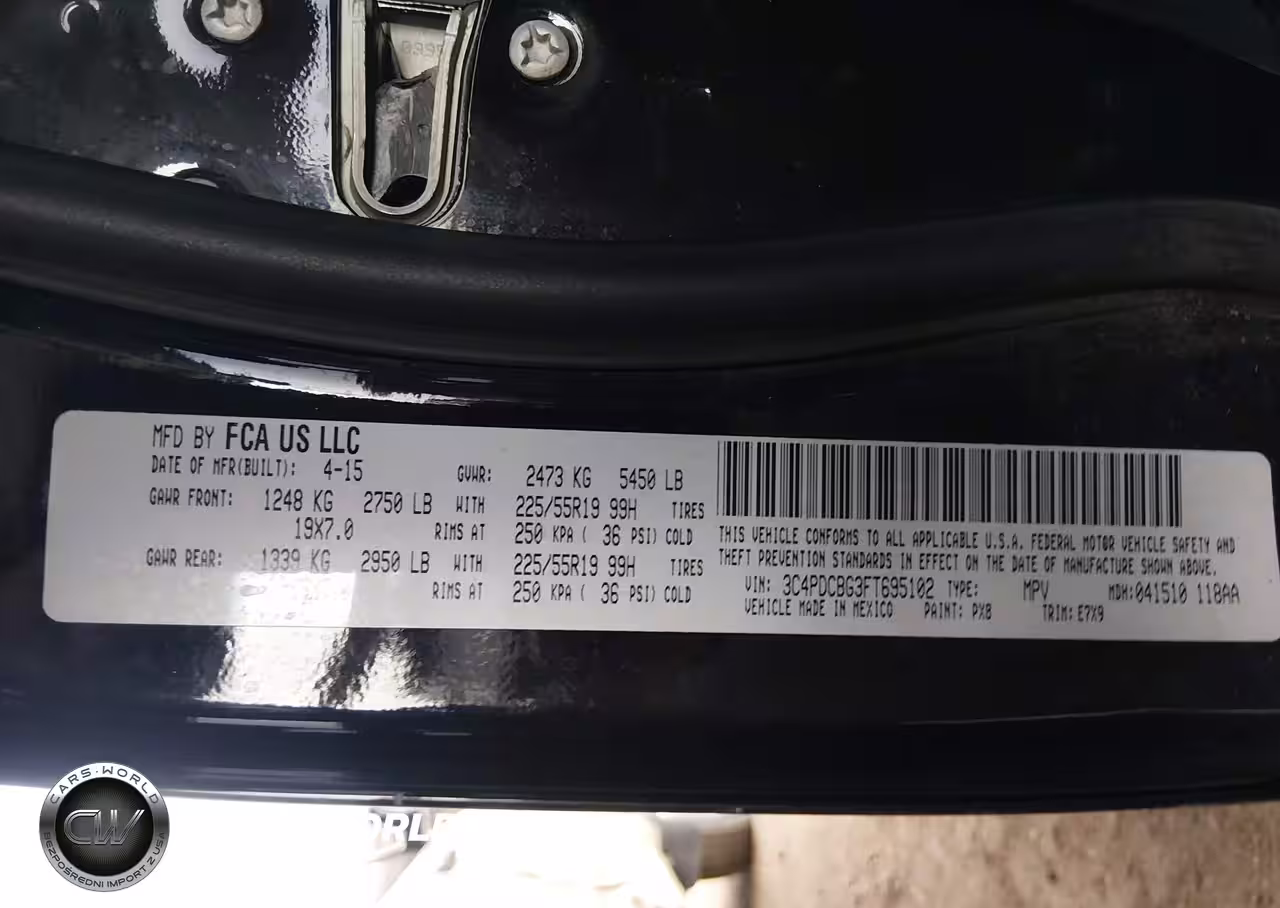 MFD BY FCA US LLC
DATE OF MFR(BUILT): 4-15 GVWR: 2473 KG 5450 LB
GAWR FRONT: 1248 KG 2750 LB WITH 225/55R19 99H TIRES
19X7.0 RIMS AT 250 KPA ( 36 PSI) COLD
GAWR REAR: 1339 KG 2950 LB WITH 225/55R19 99H TIRES
RIMS AT 250 KPA ( 36 PSI) COLD
THIS VEHICLE CONFORMS TO ALL APPLICABLE U.S.A. FEDERAL MOTOR VEHICLE SAFETY AND
THEFT PREVENTION STANDARDS IN EFFECT ON THE DATE OF MANUFACTURE SHOWN ABOVE.
VIN: 3C4PDCBG3FT695102 TYPE: MPV MDH:041510 118AA
VEHICLE MADE IN MEXICO PAINT: PX8 TRIM: E7X9
CARS·WORLD
CW
BEZPOŚREDNI IMPORT Z USA